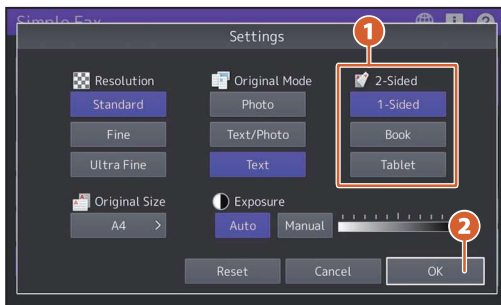 Simple Fax
Settings
1
Resolution
Standard
Fine
Ultra Fine
Original Mode
Photo
Text/Photo
Text
2-Sided
1-Sided
Book
Tablet
Original Size
A4 >
Exposure
Auto
Manual
2
Reset
Cancel
OK